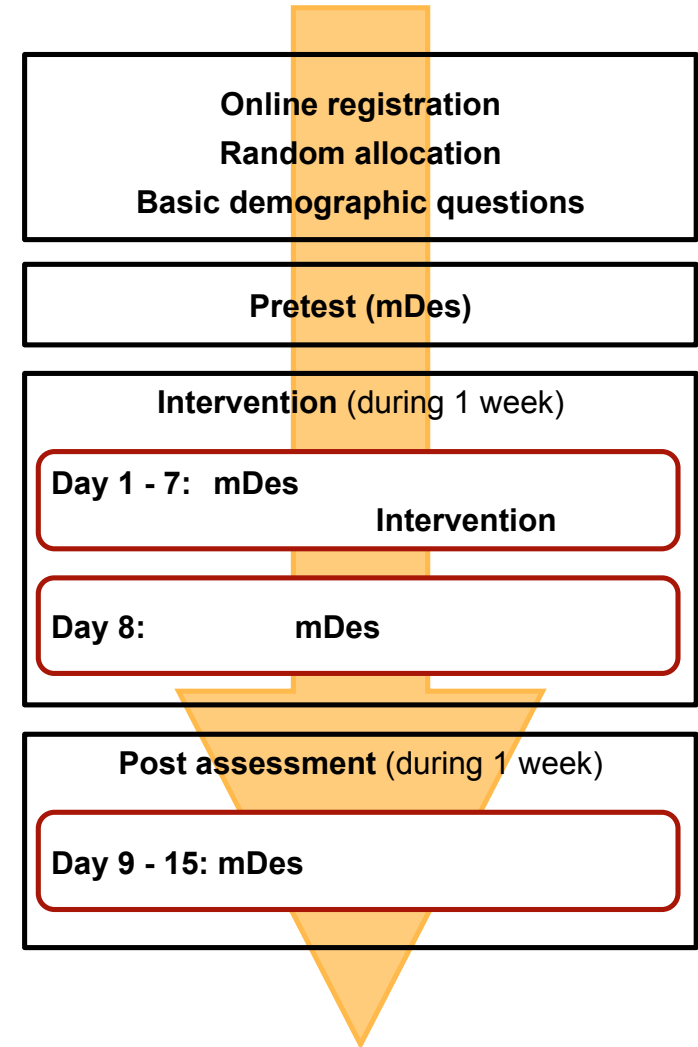 Online registration
Random allocation
Basic demographic questions
Pretest (mDes)
Intervention (during 1 week)
Day 1 - 7: mDes
Intervention
Day 8: mDes
Post assessment (during 1 week)
Day 9 - 15: mDes